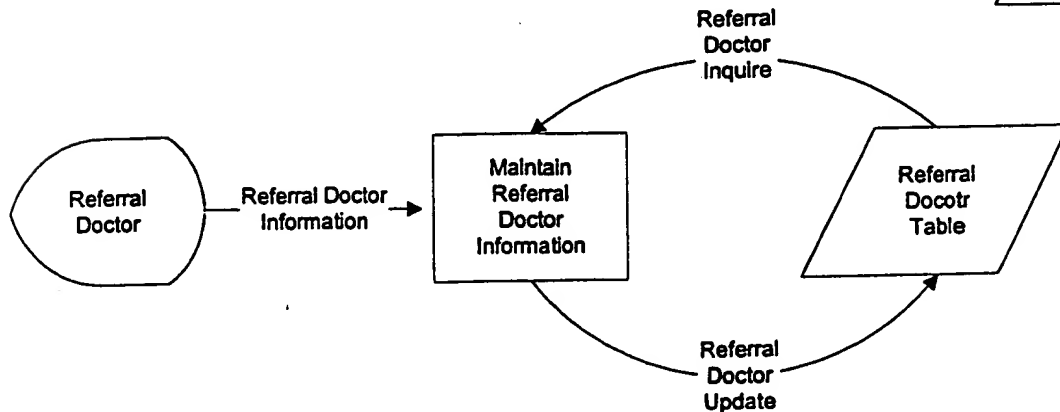 Referral
Doctor
Inquire
Referral
Doctor
Referral Doctor
Information
Maintain
Referral
Doctor
Information
Referral
Docotr
Table
Referral
Doctor
Update